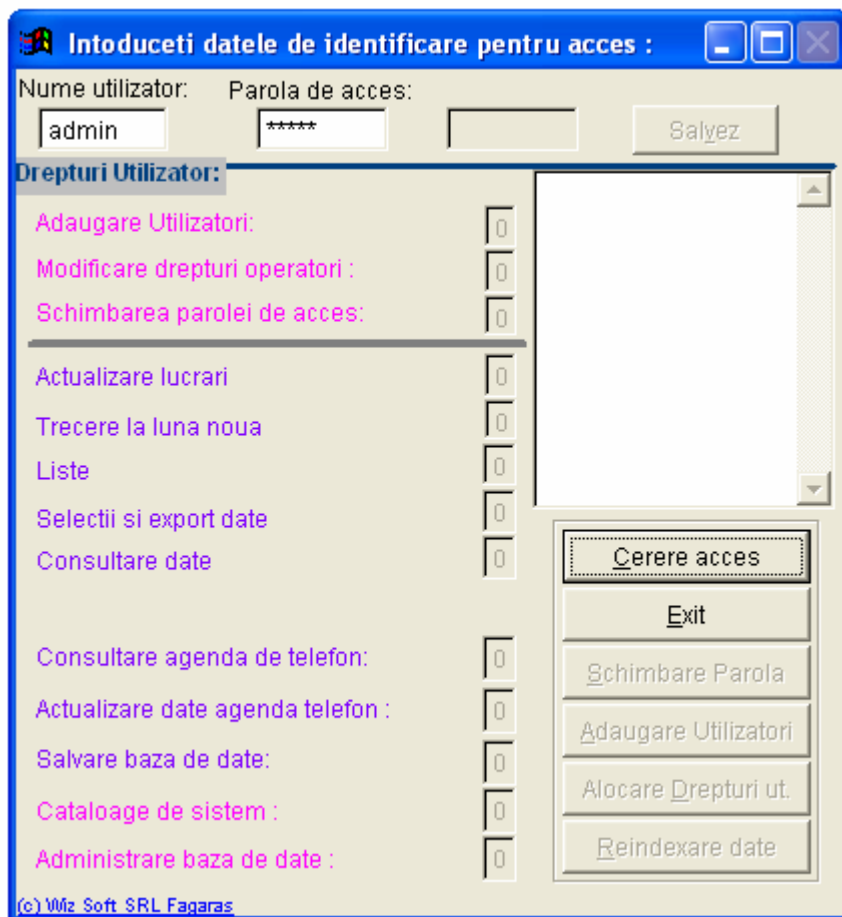 Intoduceti datele de identificare pentru acces :
Nume utilizator: Parola de acces:
admin ***** Salvez
Drepturi Utilizator:
Adaugare Utilizatori: 0
Modificare drepturi operatori : 0
Schimbarea parolei de acces: 0
Actualizare lucrari 0
Trecere la luna noua 0
Liste 0
Selectii si export date 0
Consultare date 0
Cerere acces
Exit
Consultare agenda de telefon: 0
Schimbare Parola
Actualizare date agenda telefon : 0
Adaugare Utilizatori
Salvare baza de date: 0
Alocare Drepturi ut.
Cataloage de sistem : 0
Reindexare date
Administrare baza de date : 0
(c) Wiz Soft SRL Fagaras